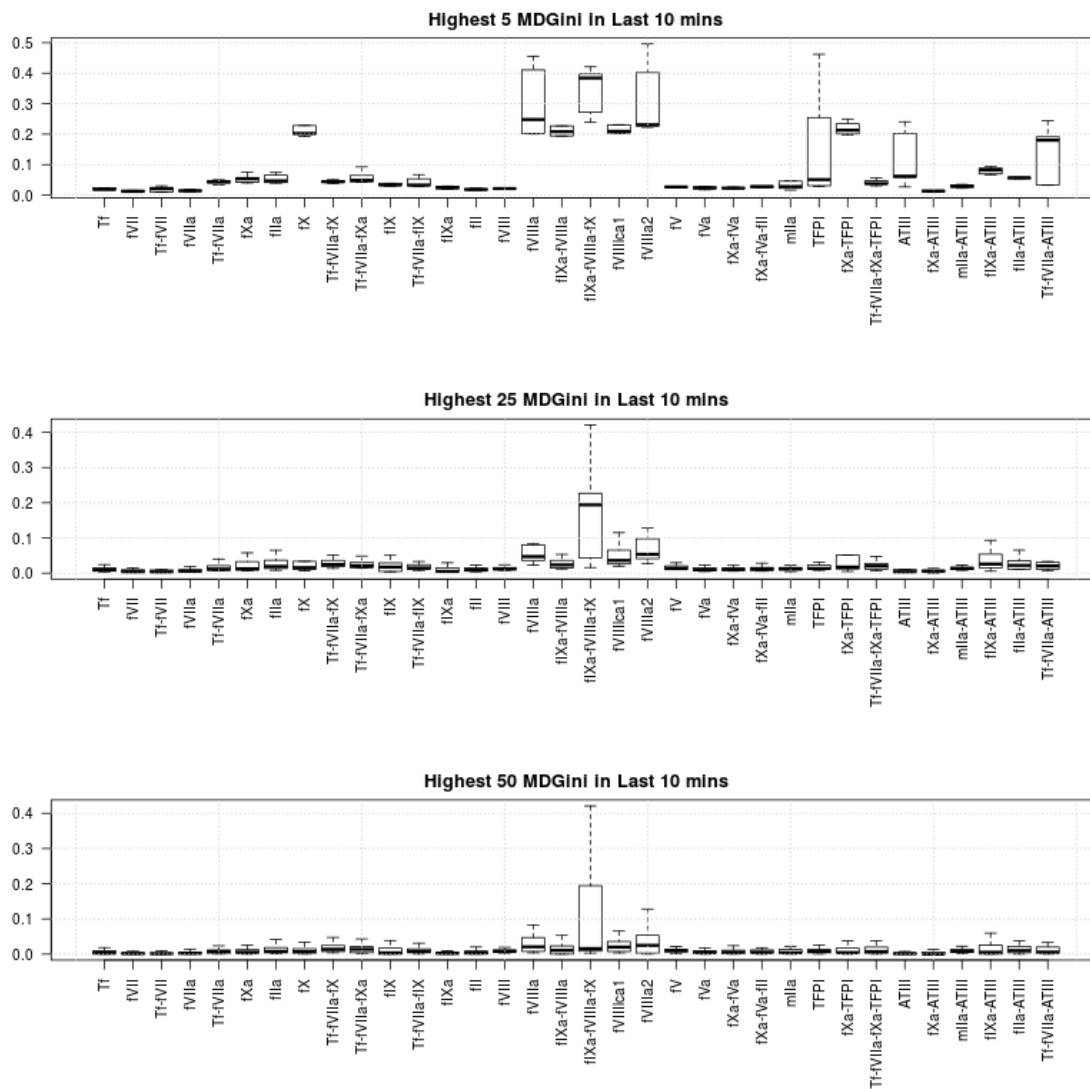 Highest 5 MDGini in Last 10 mins
0.5
0.4
0.3
0.2
0.1
0.0
Tf
fVII
Tf-fVII
fVIIa
Tf-fVIIa
fXa
fIIa
fX
Tf-fVIIa-fX
Tf-fVIIa-fXa
fIX
Tf-fVIIa-fIX
fIXa
fII
fVIII
fVIIIa
fIXa-fVIIIa
fIXa-fVIIIa-fX
fVIIIca1
fVIIIa2
fV
fVa
fXa-fVa
fXa-fVa-fII
mIIa
TFPI
fXa-TFPI
Tf-fVIIa-fXa-TFPI
ATIII
fXa-ATIII
mIIa-ATIII
fIXa-ATIII
fIIa-ATIII
Tf-fVIIa-ATIII
Highest 25 MDGini in Last 10 mins
0.4
0.3
0.2
0.1
0.0
Tf
fVII
Tf-fVII
fVIIa
Tf-fVIIa
fXa
fIIa
fX
Tf-fVIIa-fX
Tf-fVIIa-fXa
fIX
Tf-fVIIa-fIX
fIXa
fII
fVIII
fVIIIa
fIXa-fVIIIa
fIXa-fVIIIa-fX
fVIIIca1
fVIIIa2
fV
fVa
fXa-fVa
fXa-fVa-fII
mIIa
TFPI
fXa-TFPI
Tf-fVIIa-fXa-TFPI
ATIII
fXa-ATIII
mIIa-ATIII
fIXa-ATIII
fIIa-ATIII
Tf-fVIIa-ATIII
Highest 50 MDGini in Last 10 mins
0.4
0.3
0.2
0.1
0.0
Tf
fVII
Tf-fVII
fVIIa
Tf-fVIIa
fXa
fIIa
fX
Tf-fVIIa-fX
Tf-fVIIa-fXa
fIX
Tf-fVIIa-fIX
fIXa
fII
fVIII
fVIIIa
fIXa-fVIIIa
fIXa-fVIIIa-fX
fVIIIca1
fVIIIa2
fV
fVa
fXa-fVa
fXa-fVa-fII
mIIa
TFPI
fXa-TFPI
Tf-fVIIa-fXa-TFPI
ATIII
fXa-ATIII
mIIa-ATIII
fIXa-ATIII
fIIa-ATIII
Tf-fVIIa-ATIII